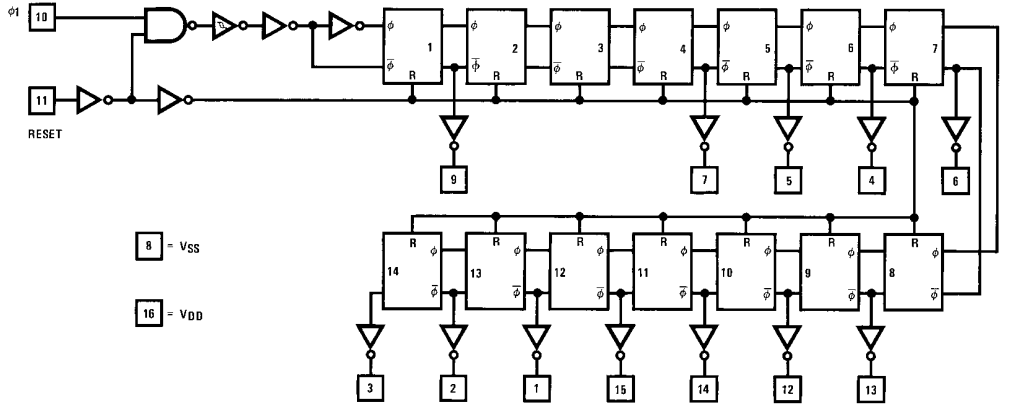 ϕ1 10
ϕ ϕ ϕ ϕ ϕ ϕ ϕ
1 2 3 4 5 6 7
ϕ̅ ϕ̅ ϕ̅ ϕ̅ ϕ̅ ϕ̅ ϕ̅
R R R R R R R
11
RESET
9 7 5 4 6
8 = VSS
R R R R R R R
ϕ ϕ ϕ ϕ ϕ ϕ ϕ
14 13 12 11 10 9 8
ϕ̅ ϕ̅ ϕ̅ ϕ̅ ϕ̅ ϕ̅ ϕ̅
16 = VDD
3 2 1 15 14 12 13